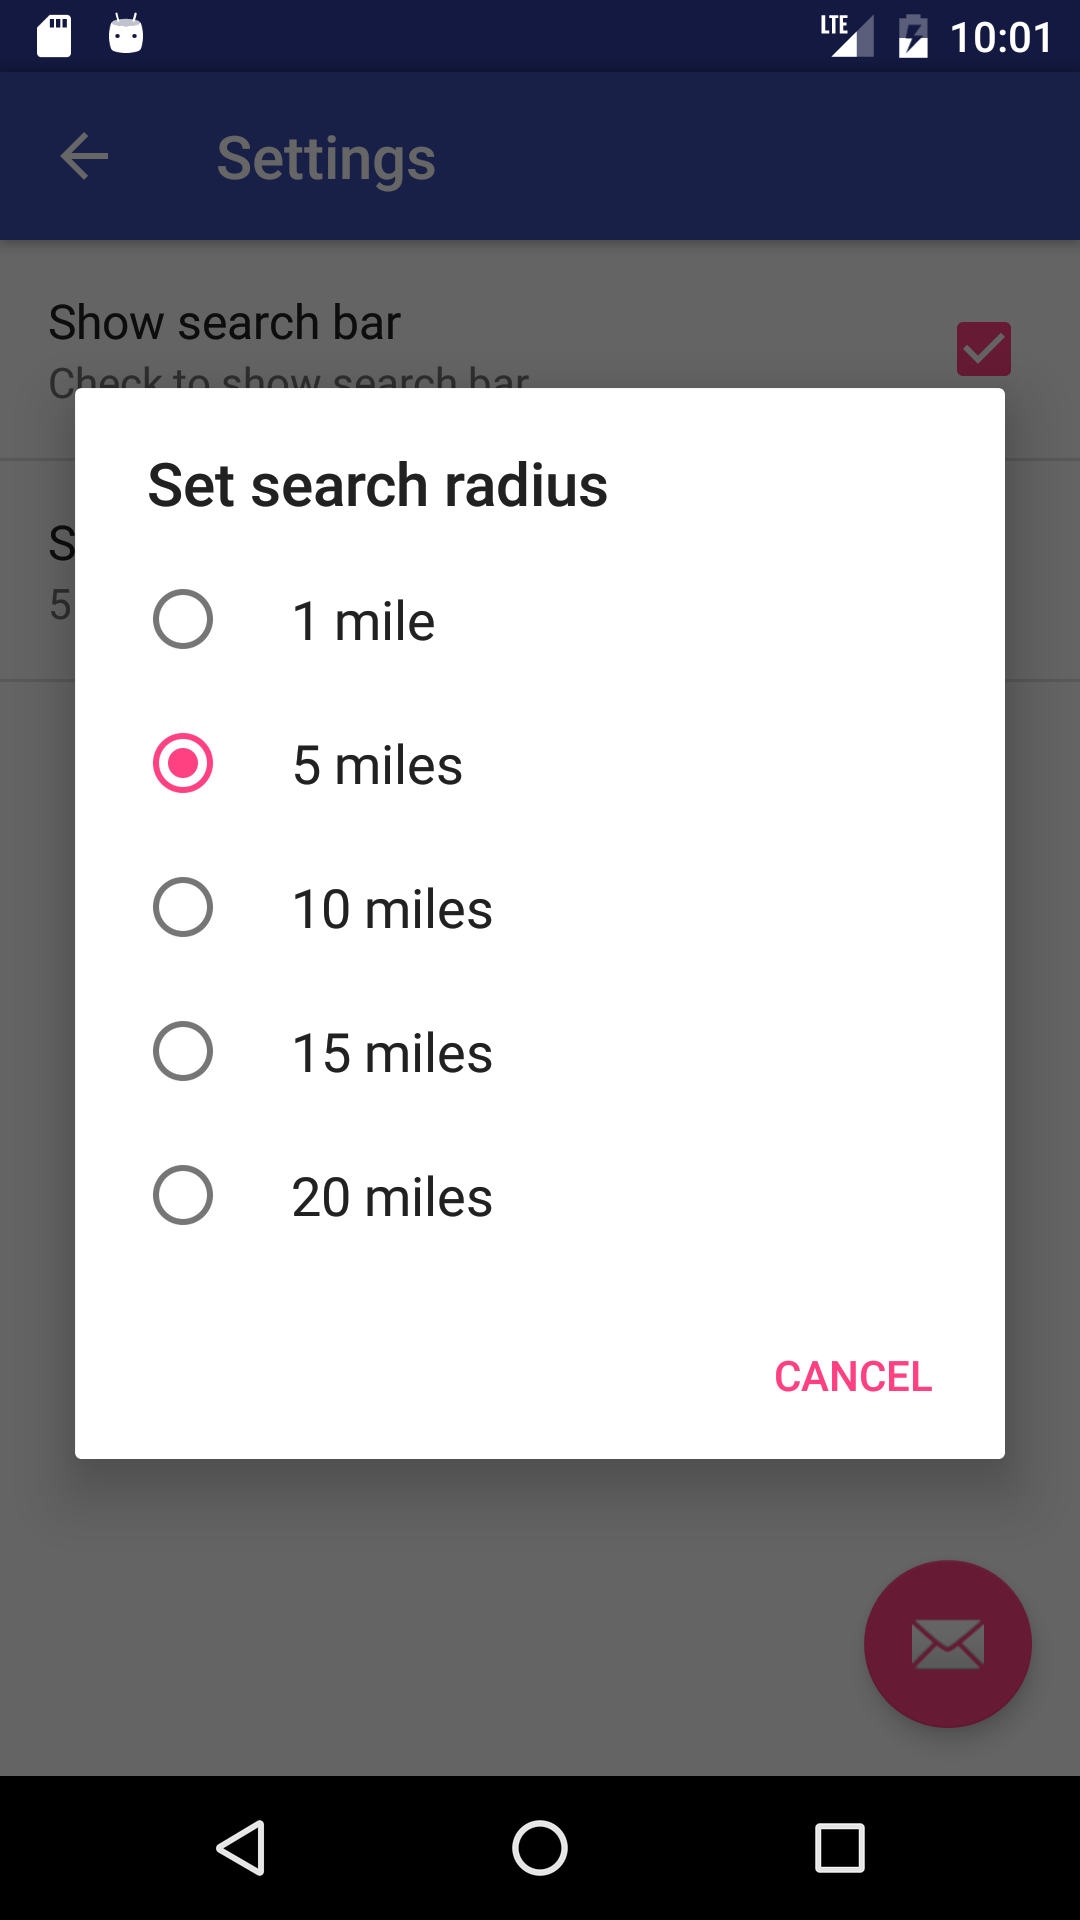 LTE 10:01
Settings
Show search bar
Check to show search bar
S
5
Set search radius
1 mile
5 miles
10 miles
15 miles
20 miles
CANCEL